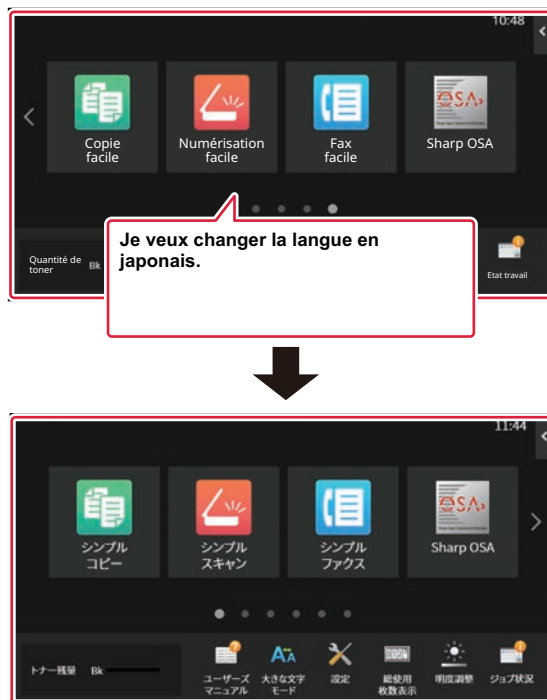 10:48
Copie
facile
Numérisation
facile
Fax
facile
OSA
Sharp OSA
Je veux changer la langue en
japonais.
Quantité de
toner
Bk
Etat travail
11:44
シンプル
コピー
シンプル
スキャン
シンプル
ファクス
OSA
Sharp OSA
トナー残量 Bk
ユーザーズ
マニュアル
大きな文字
モード
設定
総使用
枚数表示
明度調整
ジョブ状況